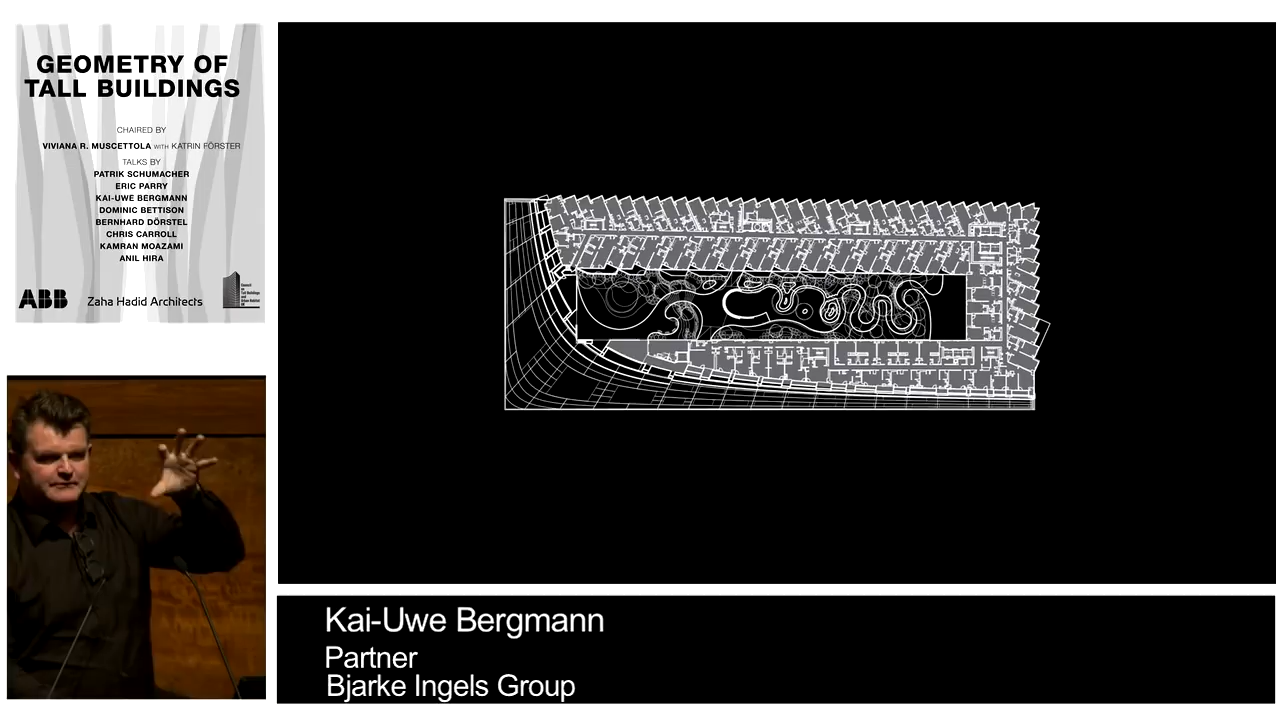 GEOMETRY OF
TALL BUILDINGS
CHAIRED BY
VIVIANA R. MUSCETTOLA WITH KATRIN FÖRSTER
TALKS BY
PATRIK SCHUMACHER
ERIC PARRY
KAI-UWE BERGMANN
DOMINIC BETTISON
BERNHARD DÖRSTEL
CHRIS CARROLL
KAMRAN MOAZAMI
ANIL HIRA
ABB
Zaha Hadid Architects
Kai-Uwe Bergmann
Partner
Bjarke Ingels Group